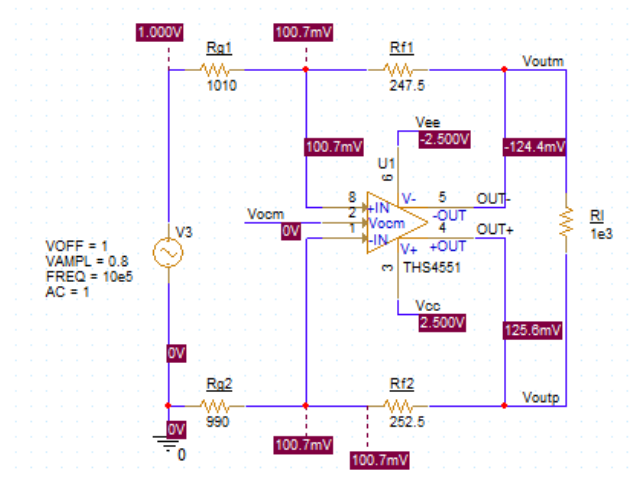 1.000V
100.7mV
Rg1
Rf1
Voutm
1010
247.5
Vee
-2.500V
100.7mV
-124.4mV
U1
6
V-
8
+IN
5
OUT-
-OUT
Vocm
2
Vocm
0V
1
-IN
4
OUT+
+OUT
V+
THS4551
3
Rl
1e3
V3
VOFF = 1
VAMPL = 0.8
FREQ = 10e5
AC = 1
Vcc
2.500V
125.6mV
0V
Rg2
Rf2
Voutp
990
252.5
0V
0
100.7mV
100.7mV